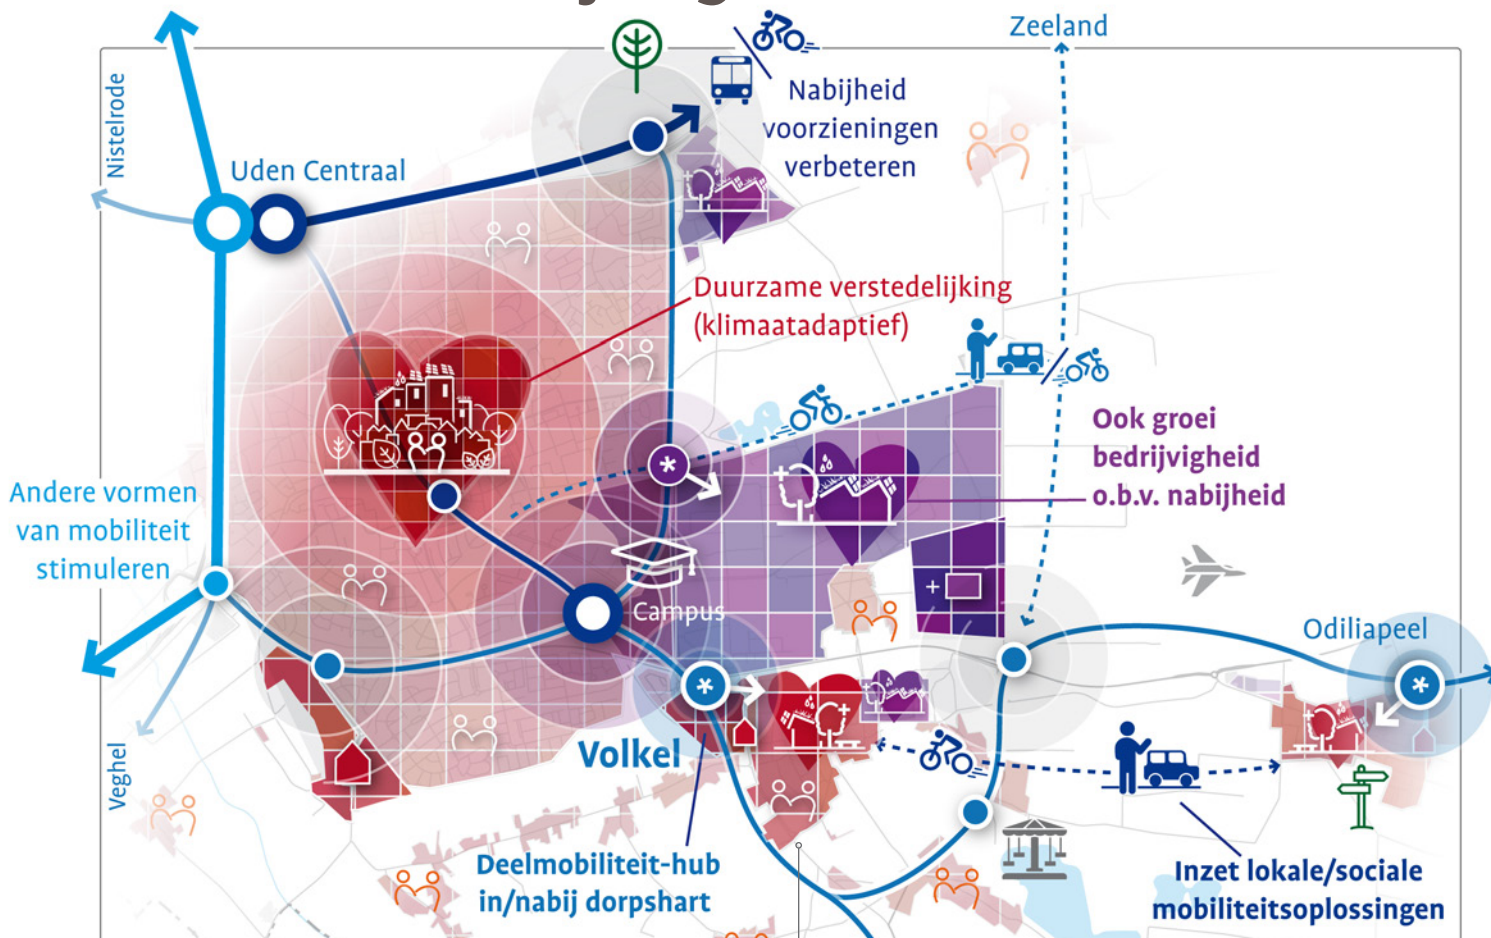 Zeeland
Nistelrode
Nabijheid
voorzieningen
verbeteren
Uden Centraal
Duurzame verstedelijking
(klimaatadaptief)
Ook groei
bedrijvigheid
o.b.v. nabijheid
Andere vormen
van mobiliteit
stimuleren
Campus
Odiliapeel
Volkel
Veghel
Deelmobiliteit-hub
in/nabij dorpshart
Inzet lokale/sociale
mobiliteitsoplossingen